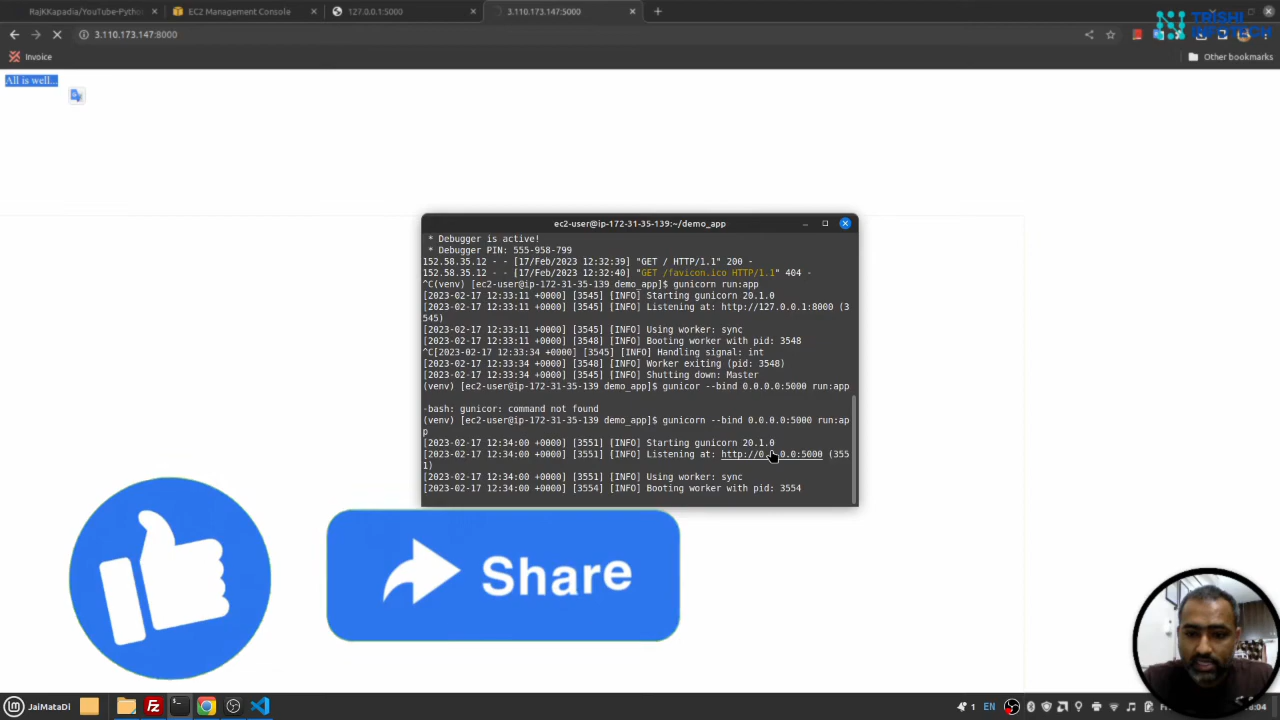 RajKKapadia/YouTube-Pytho
EC2 Management Console
127.0.0.1:5000
3.110.173.147:5000
TRISHI
INFOTECH
3.110.173.147:8000
Invoice
Other bookmarks
All is well...
ec2-user@ip-172-31-35-139:~/demo_app
* Debugger is active!
* Debugger PIN: 555-958-799
152.58.35.12 - - [17/Feb/2023 12:32:39] "GET / HTTP/1.1" 200 -
152.58.35.12 - - [17/Feb/2023 12:32:40] "GET /favicon.ico HTTP/1.1" 404 -
^C(venv) [ec2-user@ip-172-31-35-139 demo_app]$ gunicorn run:app
[2023-02-17 12:33:11 +0000] [3545] [INFO] Starting gunicorn 20.1.0
[2023-02-17 12:33:11 +0000] [3545] [INFO] Listening at: http://127.0.0.1:8000 (3
545)
[2023-02-17 12:33:11 +0000] [3545] [INFO] Using worker: sync
[2023-02-17 12:33:11 +0000] [3548] [INFO] Booting worker with pid: 3548
^C[2023-02-17 12:33:34 +0000] [3545] [INFO] Handling signal: int
[2023-02-17 12:33:34 +0000] [3548] [INFO] Worker exiting (pid: 3548)
[2023-02-17 12:33:34 +0000] [3545] [INFO] Shutting down: Master
(venv) [ec2-user@ip-172-31-35-139 demo_app]$ gunicor --bind 0.0.0.0:5000 run:app
-bash: gunicor: command not found
(venv) [ec2-user@ip-172-31-35-139 demo_app]$ gunicorn --bind 0.0.0.0:5000 run:ap
p
[2023-02-17 12:34:00 +0000] [3551] [INFO] Starting gunicorn 20.1.0
[2023-02-17 12:34:00 +0000] [3551] [INFO] Listening at: http://0.0.0.0:5000 (355
1)
[2023-02-17 12:34:00 +0000] [3551] [INFO] Using worker: sync
[2023-02-17 12:34:00 +0000] [3554] [INFO] Booting worker with pid: 3554
Share
JaiMataDi
1
EN